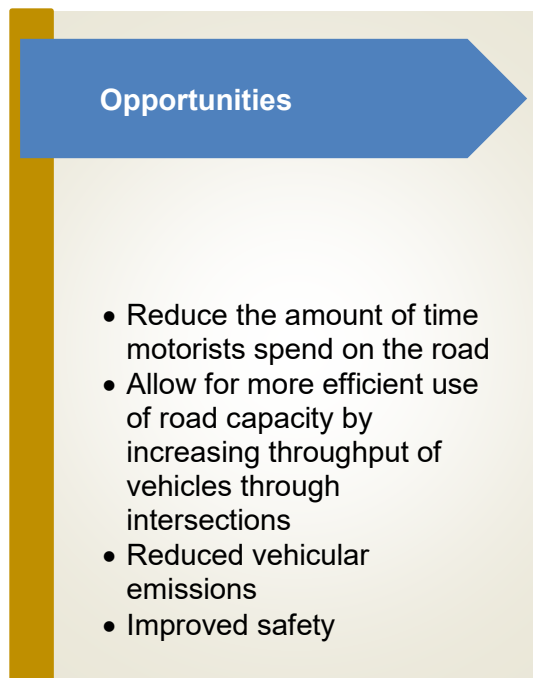 Opportunities
• Reduce the amount of time
motorists spend on the road
• Allow for more efficient use
of road capacity by
increasing throughput of
vehicles through
intersections
• Reduced vehicular
emissions
• Improved safety